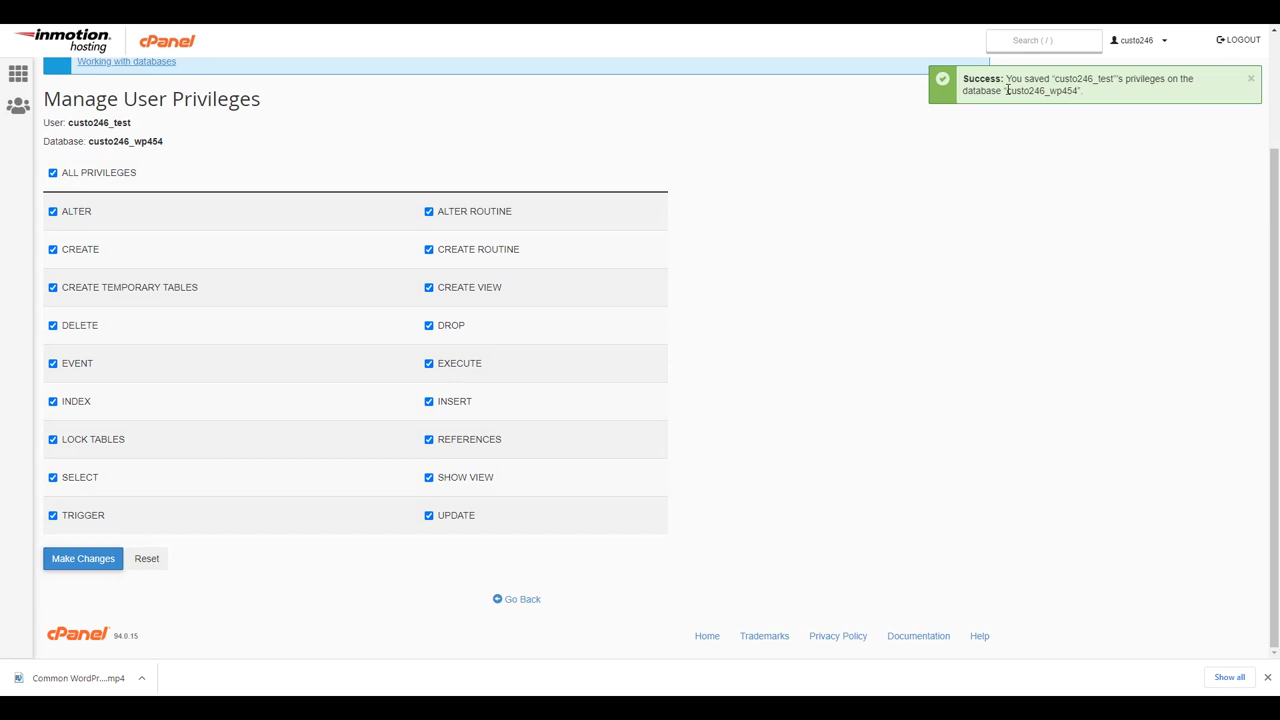 inmotion hosting
cPanel
Search ( / )
custo246
LOGOUT
Working with databases
Success: You saved “custo246_test”'s privileges on the
database “custo246_wp454”.
×
Manage User Privileges
User: custo246_test
Database: custo246_wp454
ALL PRIVILEGES
ALTER
ALTER ROUTINE
CREATE
CREATE ROUTINE
CREATE TEMPORARY TABLES
CREATE VIEW
DELETE
DROP
EVENT
EXECUTE
INDEX
INSERT
LOCK TABLES
REFERENCES
SELECT
SHOW VIEW
TRIGGER
UPDATE
Make Changes
Reset
Go Back
cPanel 94.0.15
Home
Trademarks
Privacy Policy
Documentation
Help
Common WordPr....mp4
Show all